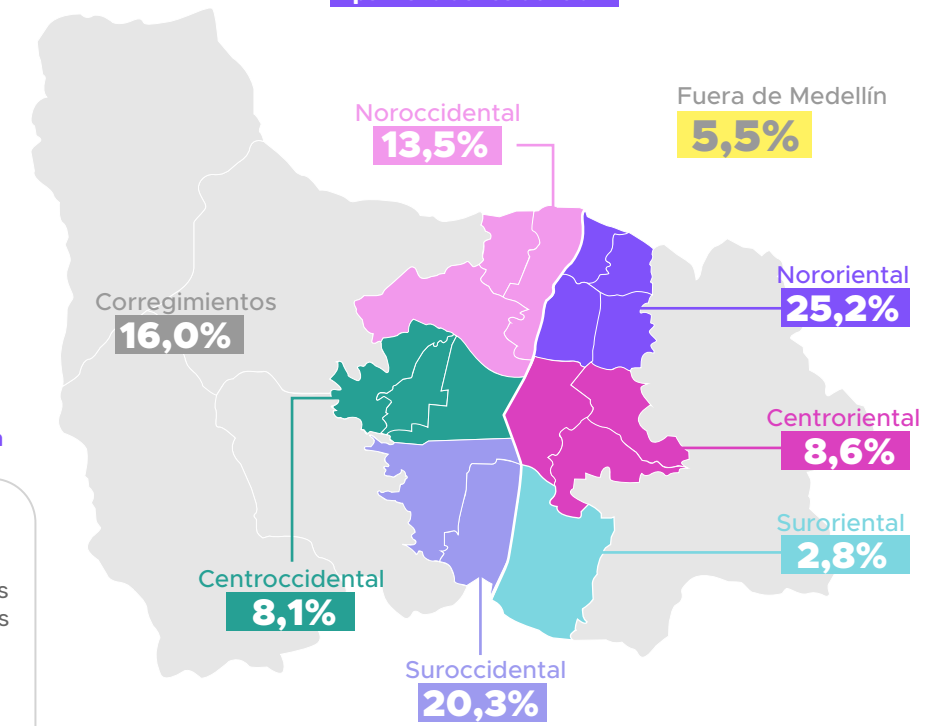 Noroccidental
13,5%
Fuera de Medellín
5,5%
Nororiental
25,2%
Corregimientos
16,0%
Centroriental
8,6%
Suroriental
2,8%
Centroccidental
8,1%
Suroccidental
20,3%